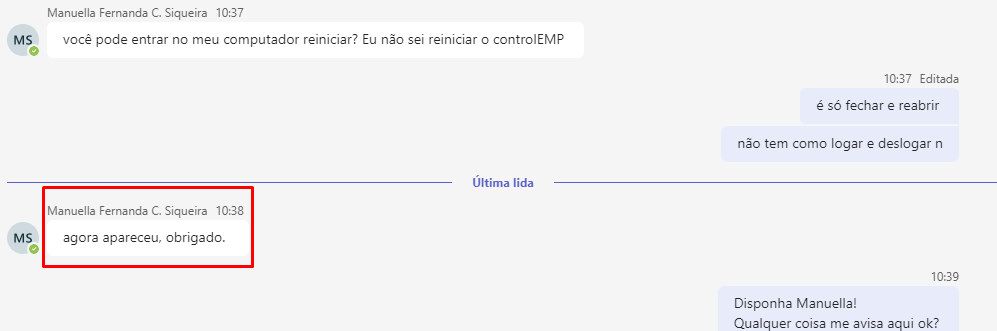 Manuella Fernanda C. Siqueira 10:37
MS
você pode entrar no meu computador reiniciar? Eu não sei reiniciar o controlEMP
10:37 Editada
é só fechar e reabrir
não tem como logar e deslogar n
Última lida
Manuella Fernanda C. Siqueira 10:38
MS
agora apareceu, obrigado.
10:39
Disponha Manuella!
Qualquer coisa me avisa aqui ok?